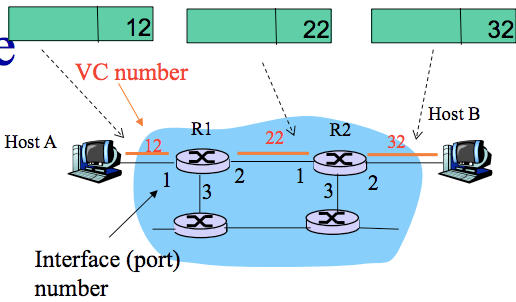 12
22
32
e
VC number
Host B
Host A
12
R1
22
R2
32
1
2
1
2
3
3
Interface (port)
number